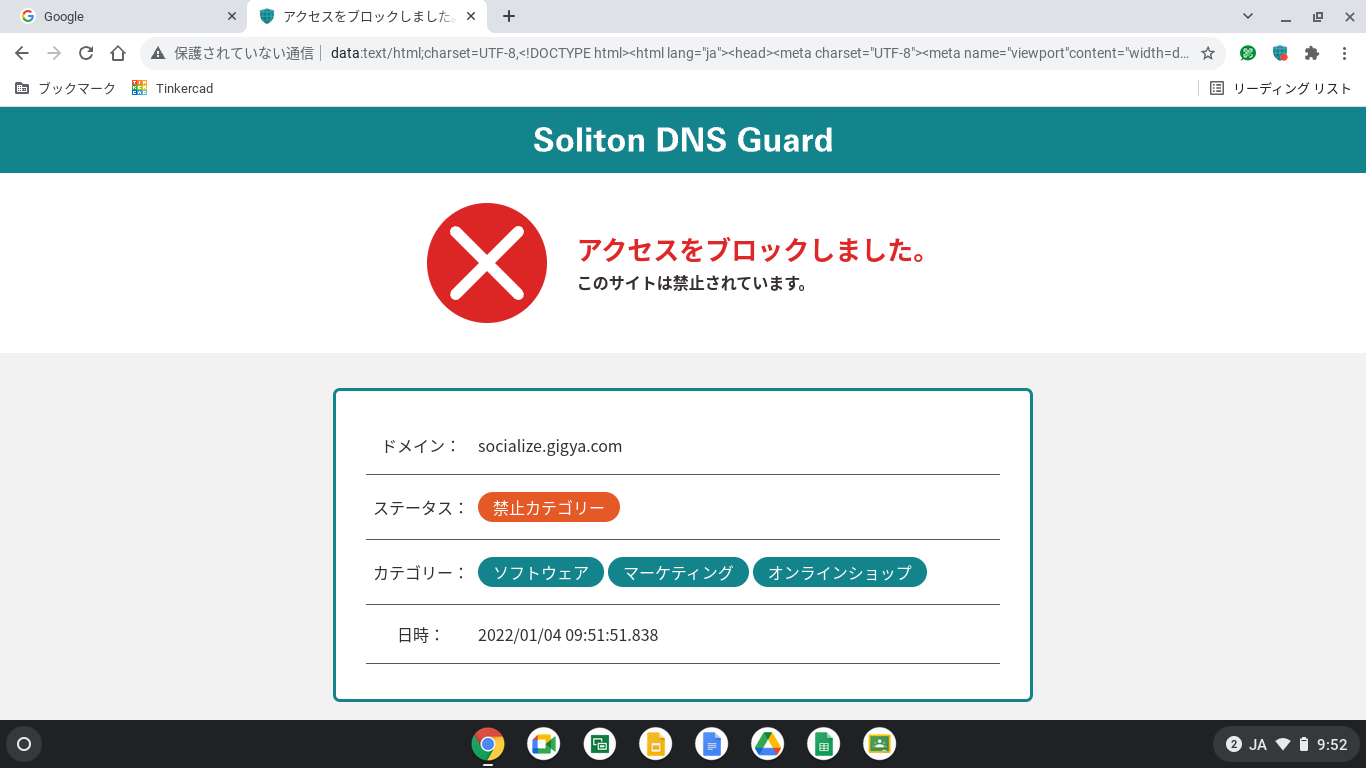 Google
アクセスをブロックしました。
保護されていない通信
data:text/html;charset=UTF-8,<!DOCTYPE html><html lang="ja"><head><meta charset="UTF-8"><meta name="viewport"content="width=d...
ブックマーク
Tinkercad
リーディング リスト
Soliton DNS Guard
アクセスをブロックしました。
このサイトは禁止されています。
ドメイン： socialize.gigya.com
ステータス： 禁止カテゴリー
カテゴリー： ソフトウェア マーケティング オンラインショップ
日時： 2022/01/04 09:51:51.838
2 JA 9:52